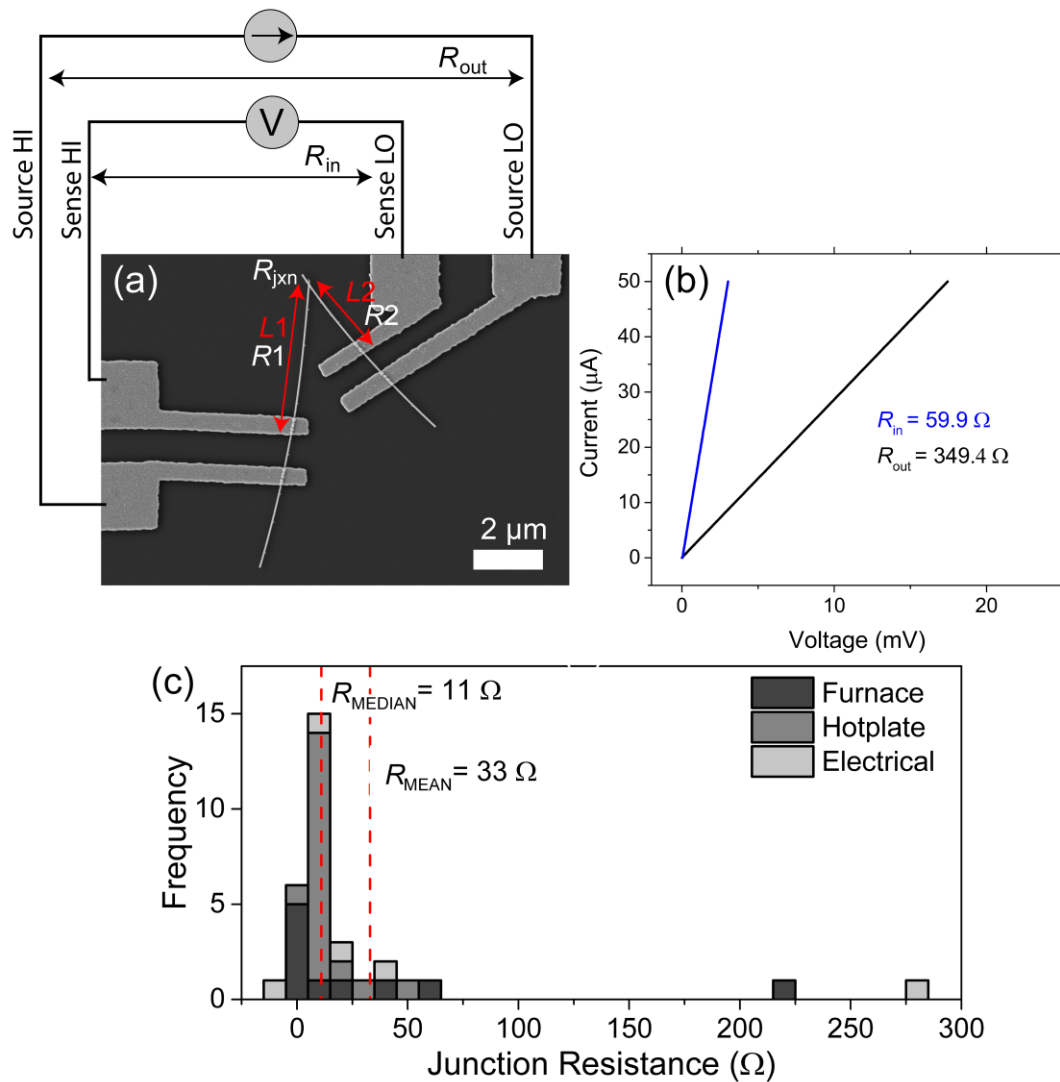 R_out
V
R_in
Source HI
Sense HI
Sense LO
Source LO
(a)
R_jxn
L1
R1
L2
R2
2 μm
(b)
Current (μA)
50
40
30
20
10
0
R_in = 59.9 Ω
R_out = 349.4 Ω
0
10
20
Voltage (mV)
(c)
R_MEDIAN = 11 Ω
R_MEAN = 33 Ω
Furnace
Hotplate
Electrical
Frequency
15
10
5
0
0
50
100
150
200
250
300
Junction Resistance (Ω)